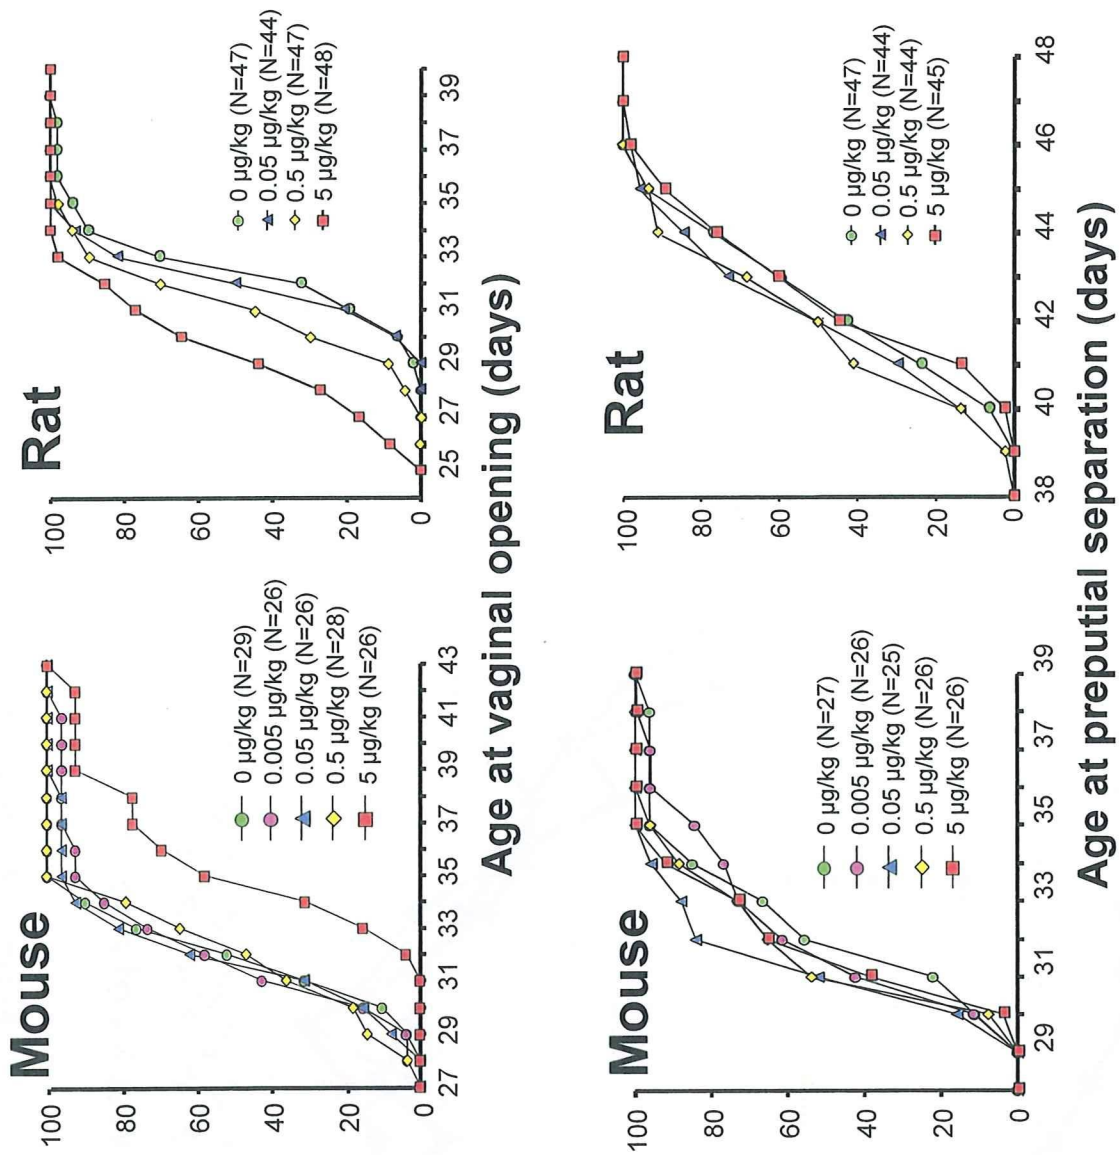 Mouse
100
80
60
40
20
0
27 29 31 33 35 37 39 41 43
0 µg/kg (N=29)
0.005 µg/kg (N=26)
0.05 µg/kg (N=26)
0.5 µg/kg (N=28)
5 µg/kg (N=26)
Rat
100
80
60
40
20
0
25 27 29 31 33 35 37 39
0 µg/kg (N=47)
0.05 µg/kg (N=44)
0.5 µg/kg (N=47)
5 µg/kg (N=48)
Age at vaginal opening (days)
Mouse
100
80
60
40
20
0
29 31 33 35 37 39
0 µg/kg (N=27)
0.005 µg/kg (N=26)
0.05 µg/kg (N=25)
0.5 µg/kg (N=26)
5 µg/kg (N=26)
Rat
100
80
60
40
20
0
38 40 42 44 46 48
0 µg/kg (N=47)
0.05 µg/kg (N=44)
0.5 µg/kg (N=44)
5 µg/kg (N=45)
Age at preputial separation (days)